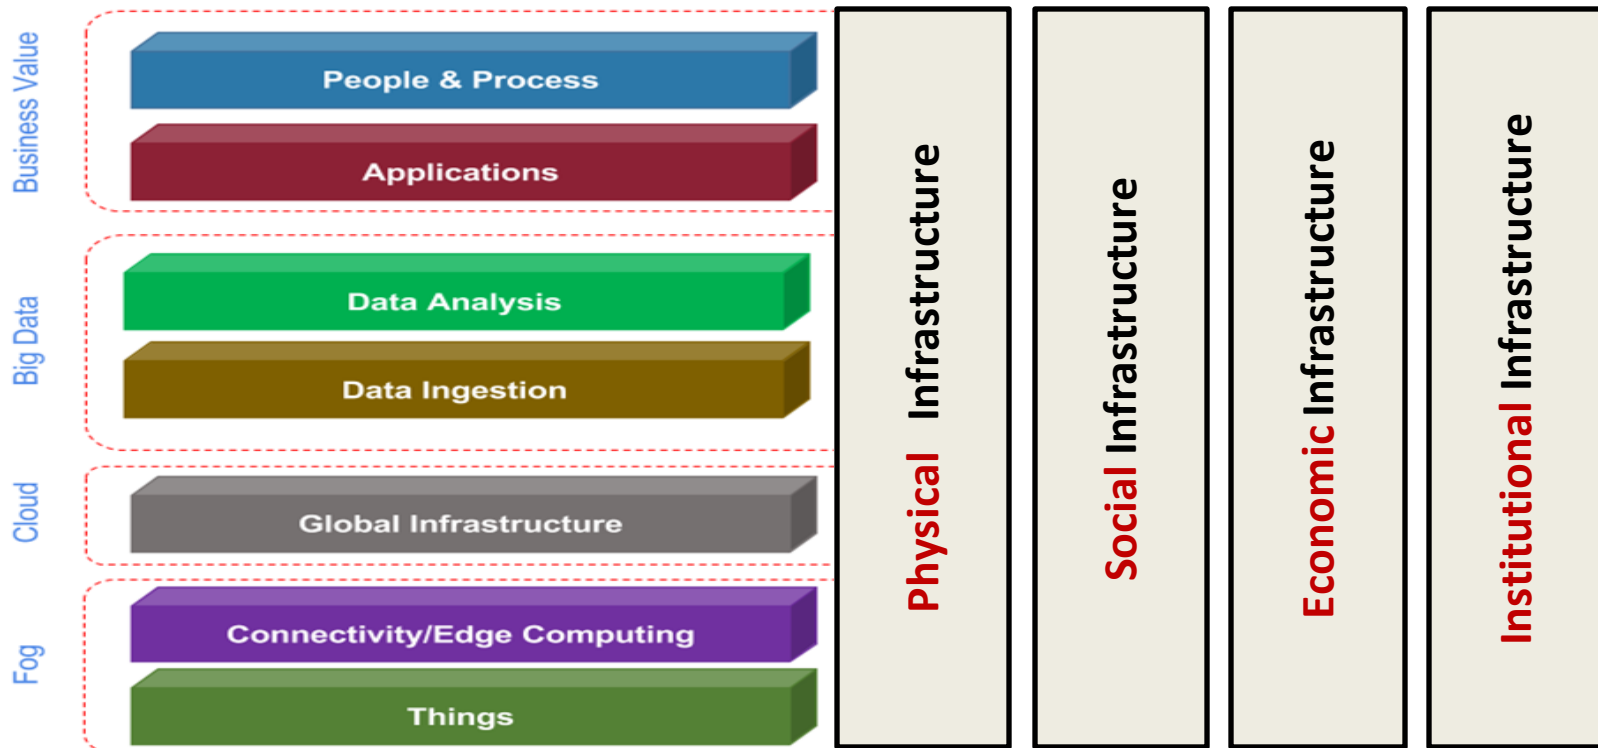 Business Value
People & Process
Applications
Big Data
Data Analysis
Data Ingestion
Cloud
Global Infrastructure
Fog
Connectivity/Edge Computing
Things
Physical Infrastructure
Social Infrastructure
Economic Infrastructure
Institutional Infrastructure